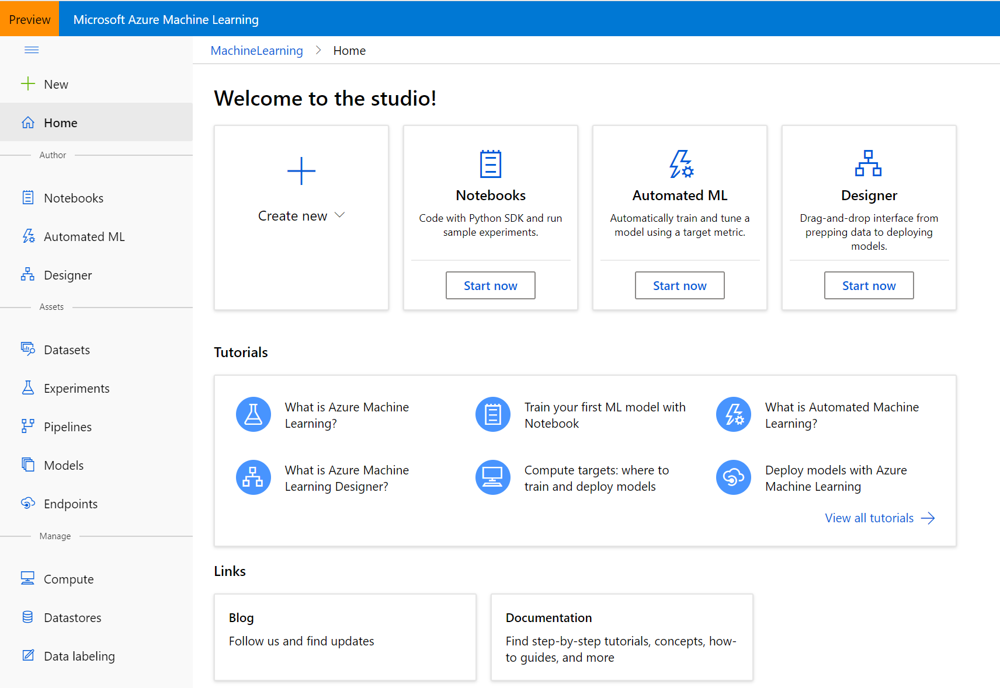 Preview
Microsoft Azure Machine Learning
MachineLearning > Home
New
Home
Author
Notebooks
Automated ML
Designer
Assets
Datasets
Experiments
Pipelines
Models
Endpoints
Manage
Compute
Datastores
Data labeling
Welcome to the studio!
Create new
Notebooks
Code with Python SDK and run
sample experiments.
Start now
Automated ML
Automatically train and tune a
model using a target metric.
Start now
Designer
Drag-and-drop interface from
prepping data to deploying
models.
Start now
Tutorials
What is Azure Machine
Learning?
Train your first ML model with
Notebook
What is Automated Machine
Learning?
What is Azure Machine
Learning Designer?
Compute targets: where to
train and deploy models
Deploy models with Azure
Machine Learning
View all tutorials
Links
Blog
Follow us and find updates
Documentation
Find step-by-step tutorials, concepts, how-
to guides, and more